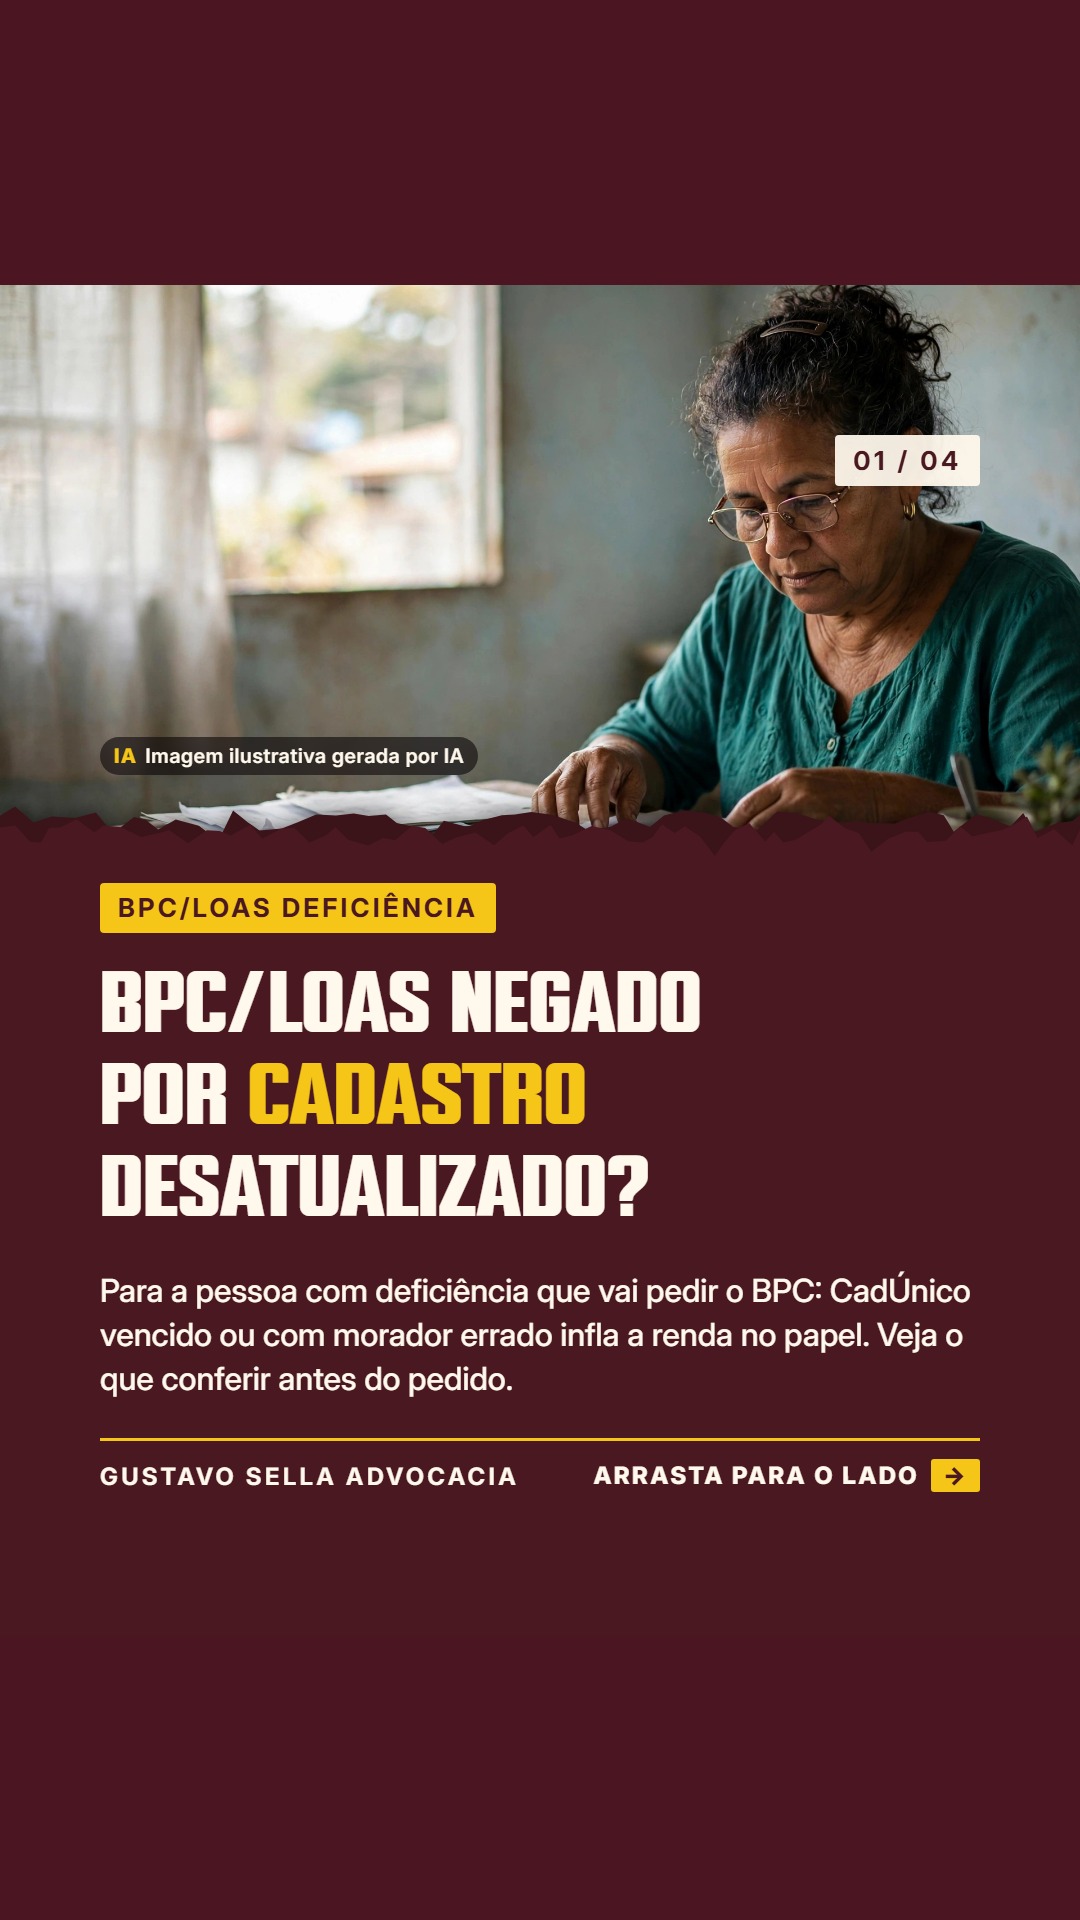 01 / 04
IA Imagem ilustrativa gerada por IA
BPC/LOAS DEFICIÊNCIA
BPC/LOAS NEGADO
POR CADASTRO
DESATUALIZADO?
Para a pessoa com deficiência que vai pedir o BPC: CadÚnico
vencido ou com morador errado infla a renda no papel. Veja o
que conferir antes do pedido.
GUSTAVO SELLA ADVOCACIA
ARRASTA PARA O LADO →